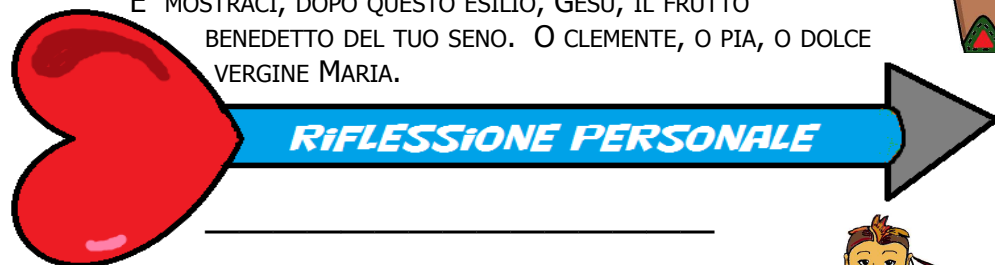 E' MOSTRACI, DOPO QUESTO ESILIO, GESÙ, IL FRUTTO
BENEDETTO DEL TUO SENO. O CLEMENTE, O PIA, O DOLCE
VERGINE MARIA.
RiFLESSiONE PERSONALE